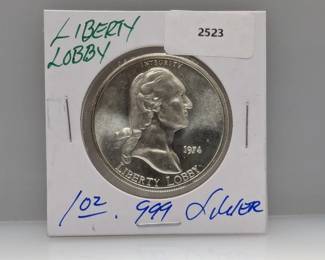 LIBERTY
LOBBY
2523
INTEGRITY
1974
LIBERTY LOBBY
1oz. .999 SILVER